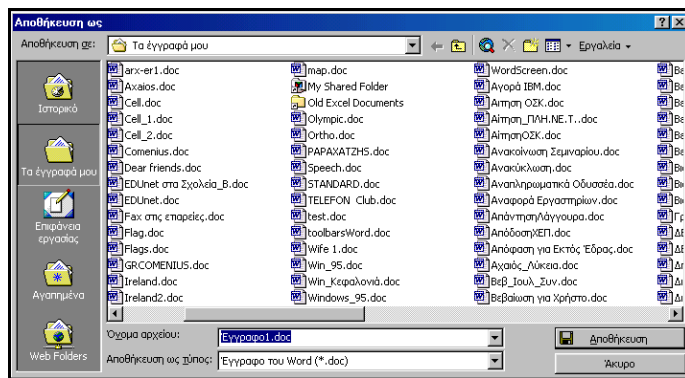 Αποθήκευση ως
Αποθήκευση σε: Τα έγγραφά μου Εργαλεία
Ιστορικό
Τα έγγραφά μου
Επιφάνεια εργασίας
Αγαπημένα
Web Folders
arx-er1.doc
Axaios.doc
Cell.doc
Cell_1.doc
Cell_2.doc
Comenius.doc
Dear friends.doc
EDUnet στα Σχολεία_B.doc
EDUnet.doc
Fax στις εταιρείες.doc
Flag.doc
Flags.doc
GRCOMENIUS.doc
Ireland.doc
Ireland2.doc
map.doc
My Shared Folder
Old Excel Documents
Olympic.doc
Ortho.doc
PAPAXATZHS.doc
Speech.doc
STANDARD.doc
TELEFON Club.doc
test.doc
toolbarsWord.doc
Wife 1.doc
Win_95.doc
Win_Κεφαλονιά.doc
Windows_95.doc
WordScreen.doc
Αγορά IBM.doc
Αίτηση ΟΣΚ.doc
Αίτηση_ΠΛΗ.ΝΕ.Τ..doc
ΑίτησηΟΣΚ.doc
Ανακοίνωση Σεμιναρίου.doc
Ανακύκλωση.doc
Αναπληρωματικά Οδυσσέα.doc
Αναφορά Εργαστηρίων.doc
ΑπάντησηΛάγγουρα.doc
ΑπόδοσηΧΕΠ.doc
Απόφαση για Εκτός Έδρας.doc
Αχαιός_Λύκεια.doc
Βεβ_Ιουλ_Συν.doc
Βεβαίωση για Χρήστο.doc
Όνομα αρχείου: Έγγραφο1.doc Αποθήκευση
Αποθήκευση ως τύπος: Έγγραφο του Word (*.doc) Άκυρο